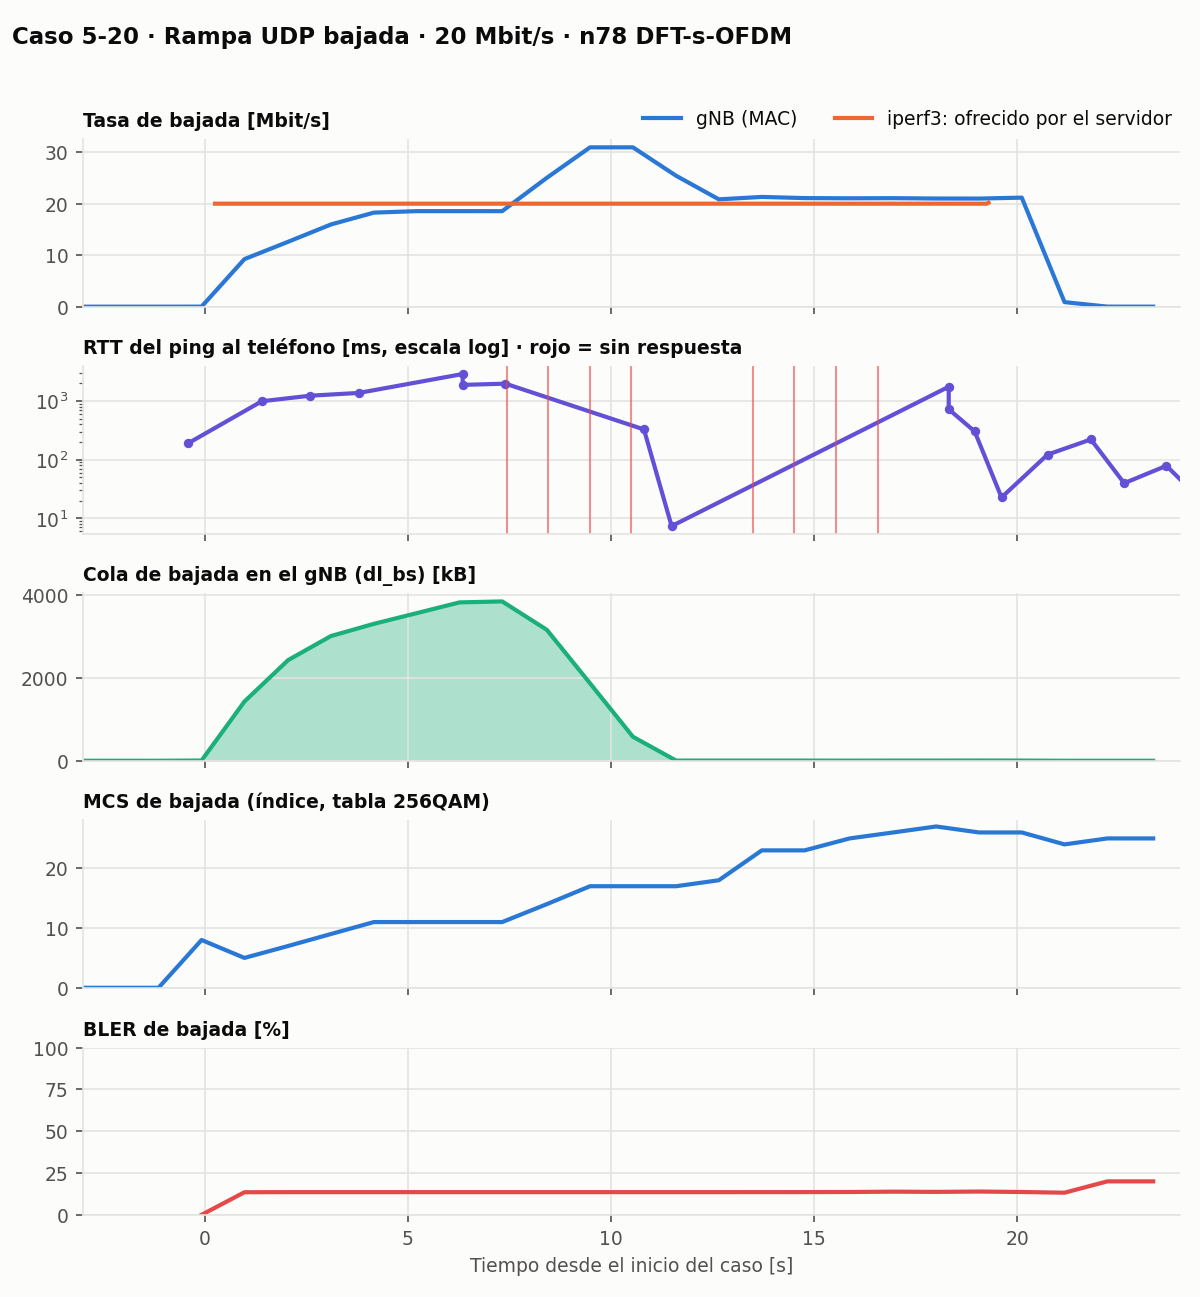 Caso 5-20 · Rampa UDP bajada · 20 Mbit/s · n78 DFT-s-OFDM
Tasa de bajada [Mbit/s]
gNB (MAC)
iperf3: ofrecido por el servidor
30
20
10
0
RTT del ping al teléfono [ms, escala log] · rojo = sin respuesta
10³
10²
10¹
Cola de bajada en el gNB (dl_bs) [kB]
4000
2000
0
MCS de bajada (índice, tabla 256QAM)
20
10
0
BLER de bajada [%]
100
75
50
25
0
0 5 10 15 20
Tiempo desde el inicio del caso [s]